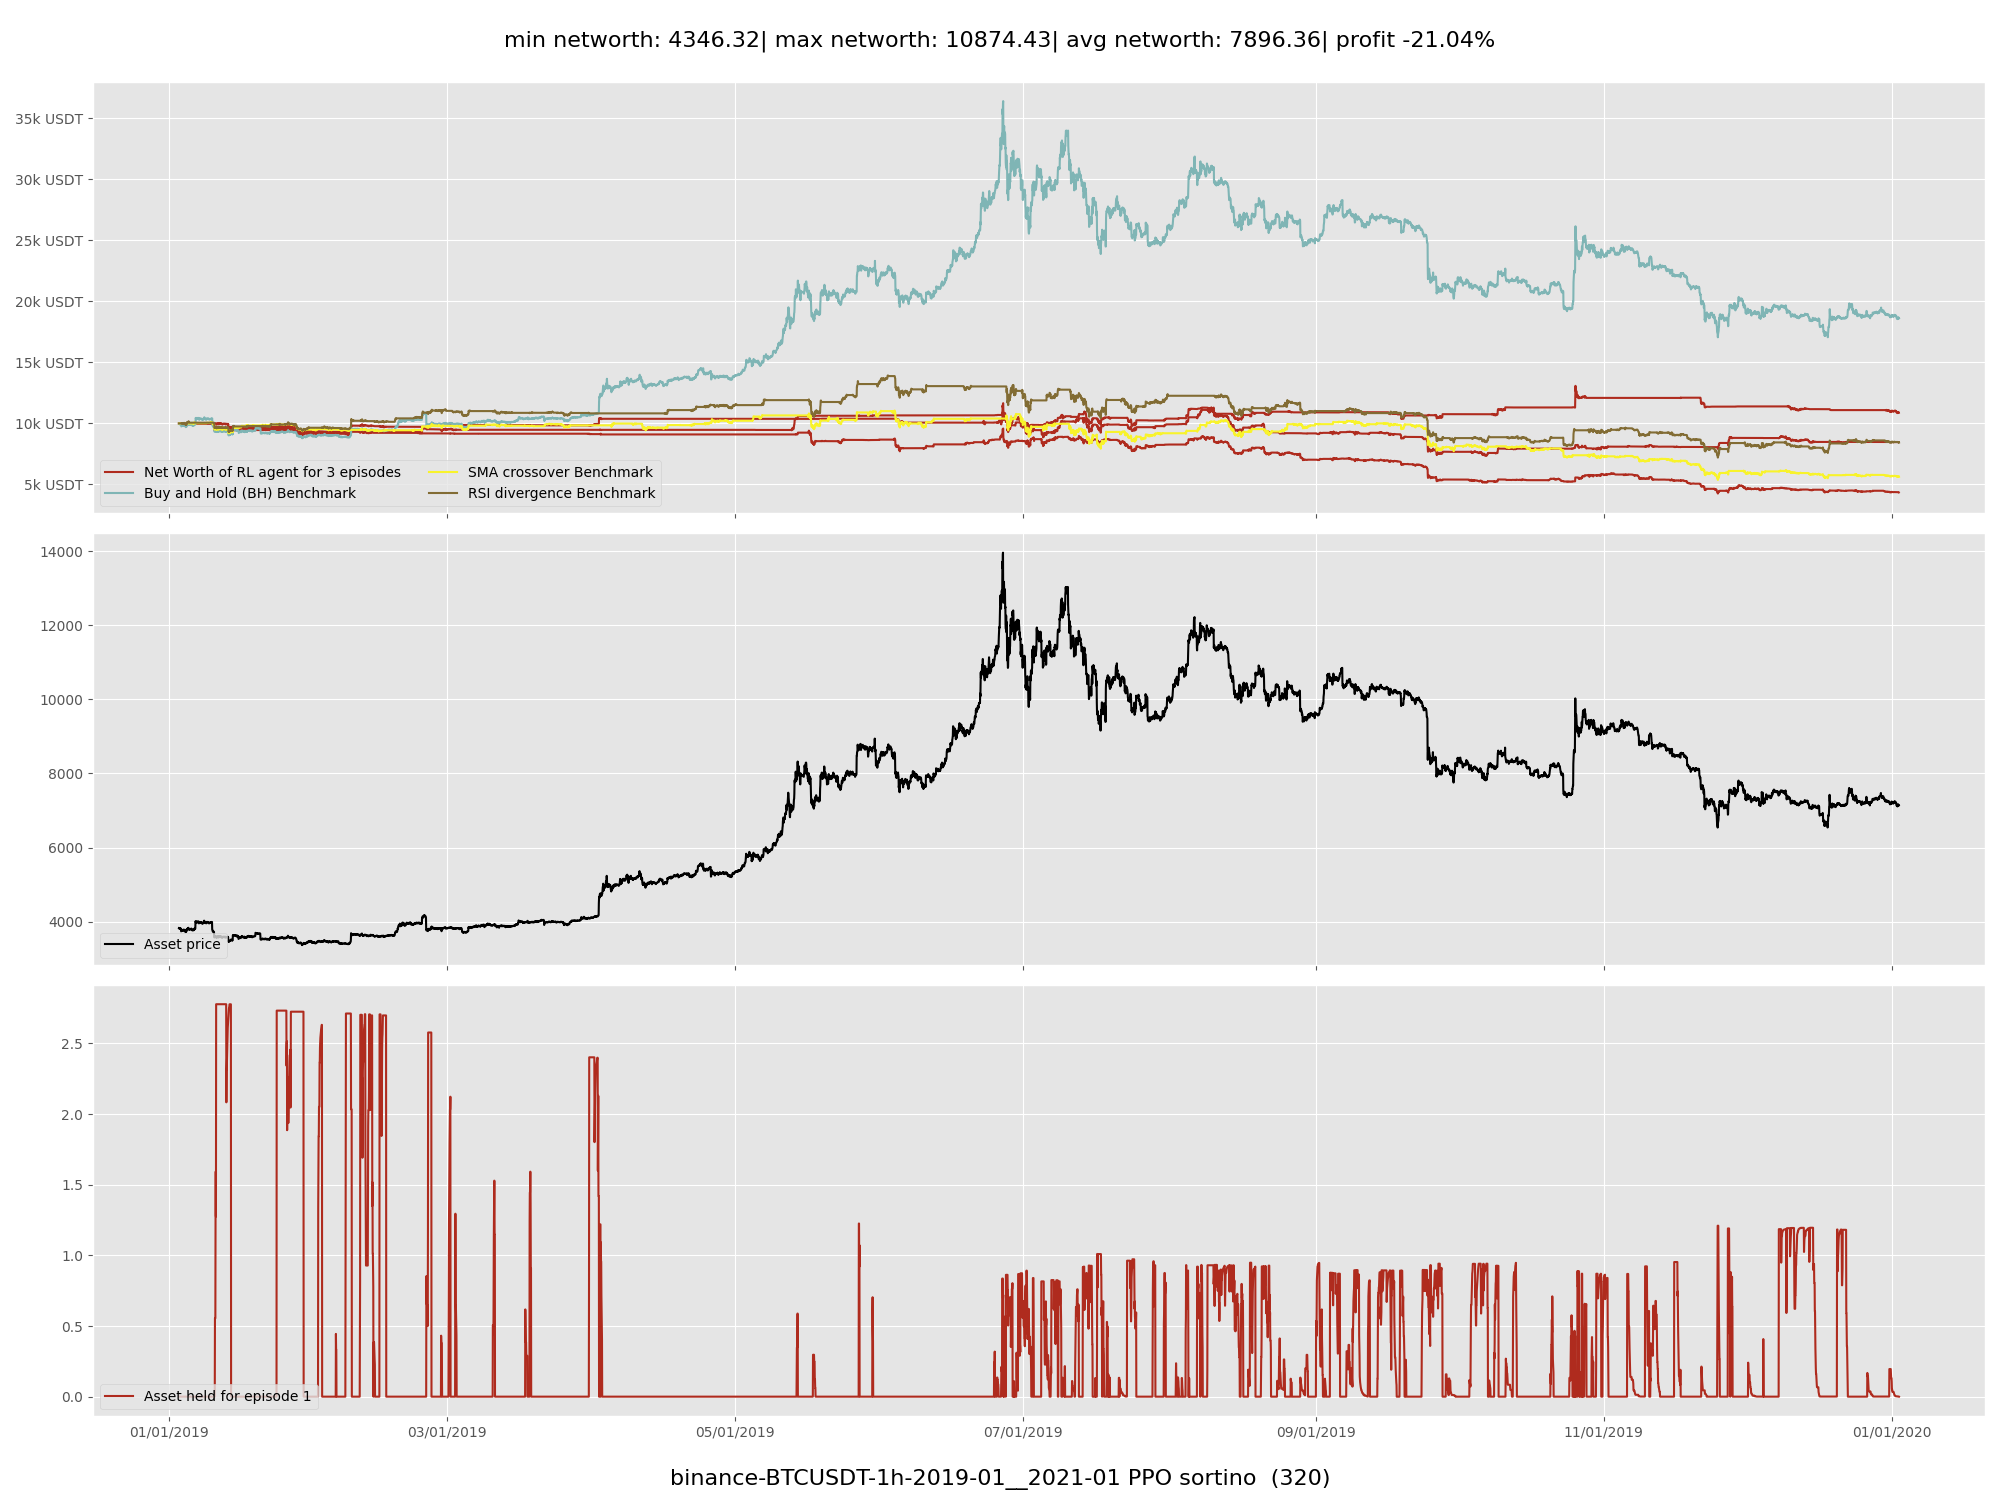 min networth: 4346.32| max networth: 10874.43| avg networth: 7896.36| profit -21.04%
35k USDT
30k USDT
25k USDT
20k USDT
15k USDT
10k USDT
5k USDT
Net Worth of RL agent for 3 episodes
Buy and Hold (BH) Benchmark
SMA crossover Benchmark
RSI divergence Benchmark
14000
12000
10000
8000
6000
4000
Asset price
2.5
2.0
1.5
1.0
0.5
0.0
Asset held for episode 1
01/01/2019 03/01/2019 05/01/2019 07/01/2019 09/01/2019 11/01/2019 01/01/2020
binance-BTCUSDT-1h-2019-01__2021-01 PPO sortino  (320)